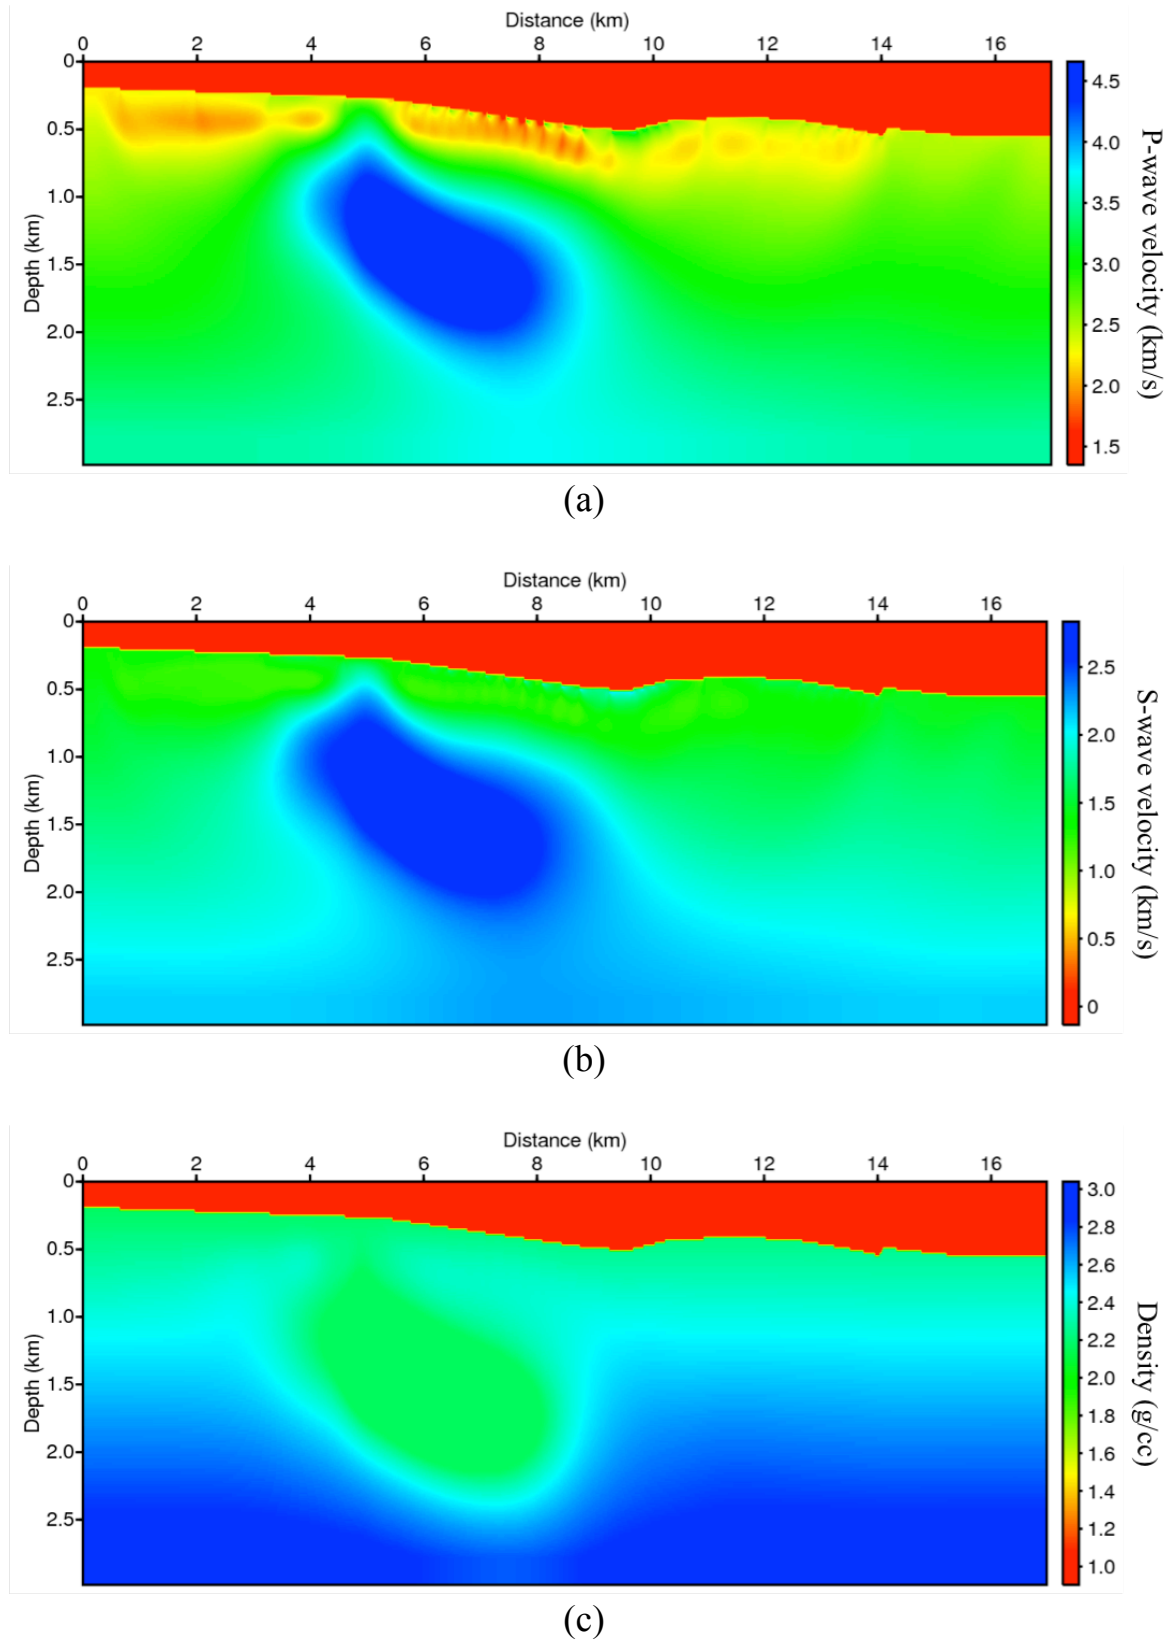 Distance (km)
0 2 4 6 8 10 12 14 16
0
0.5
1.0
1.5
2.0
2.5
Depth (km)
4.5
4.0
3.5
3.0
2.5
2.0
1.5
P-wave velocity (km/s)
(a)
Distance (km)
0 2 4 6 8 10 12 14 16
0
0.5
1.0
1.5
2.0
2.5
Depth (km)
2.5
2.0
1.5
1.0
0.5
0
S-wave velocity (km/s)
(b)
Distance (km)
0 2 4 6 8 10 12 14 16
0
0.5
1.0
1.5
2.0
2.5
Depth (km)
3.0
2.8
2.6
2.4
2.2
2.0
1.8
1.6
1.4
1.2
1.0
Density (g/cc)
(c)